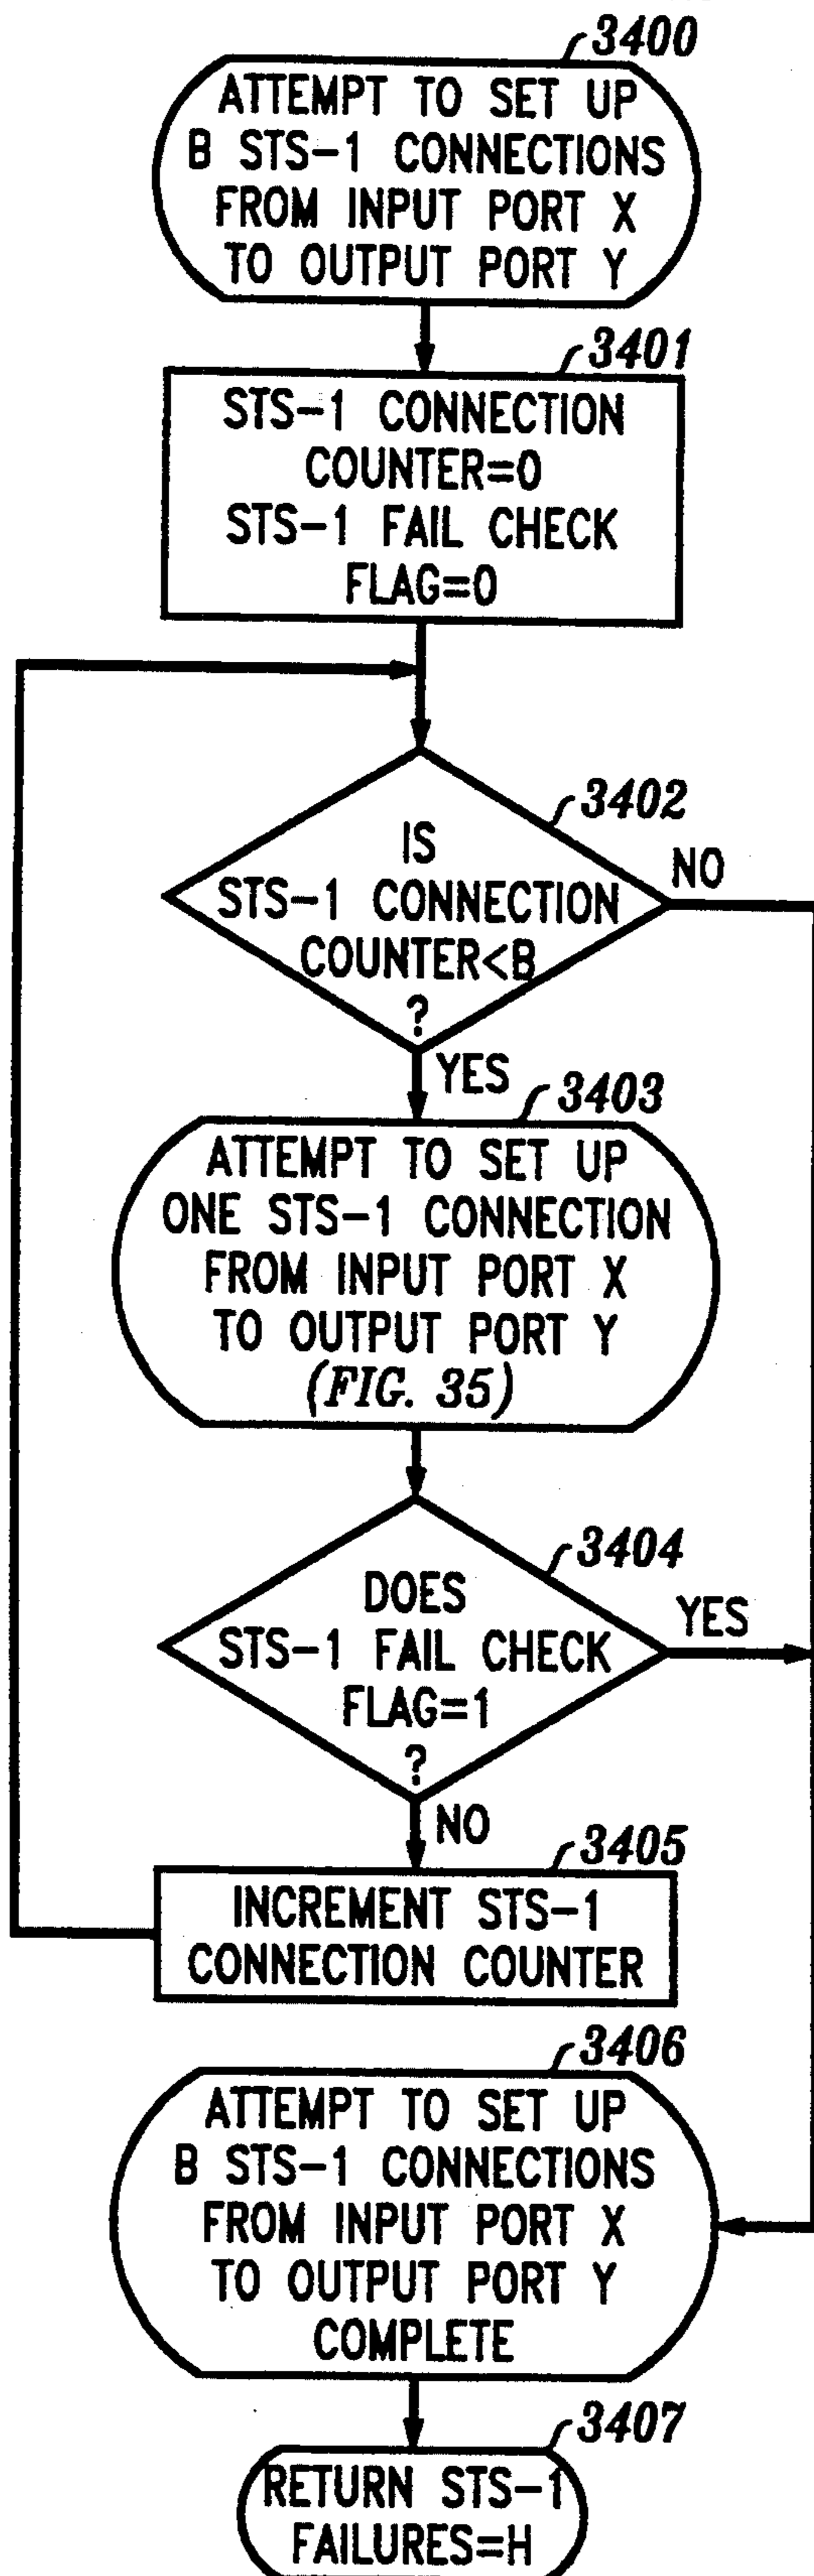 3400
ATTEMPT TO SET UP
B STS-1 CONNECTIONS
FROM INPUT PORT X
TO OUTPUT PORT Y
3401
STS-1 CONNECTION
COUNTER=0
STS-1 FAIL CHECK
FLAG=0
3402
IS
STS-1 CONNECTION
COUNTER<B
?
NO
YES
3403
ATTEMPT TO SET UP
ONE STS-1 CONNECTION
FROM INPUT PORT X
TO OUTPUT PORT Y
(FIG. 35)
3404
DOES
STS-1 FAIL CHECK
FLAG=1
?
YES
NO
3405
INCREMENT STS-1
CONNECTION COUNTER
3406
ATTEMPT TO SET UP
B STS-1 CONNECTIONS
FROM INPUT PORT X
TO OUTPUT PORT Y
COMPLETE
3407
RETURN STS-1
FAILURES=H